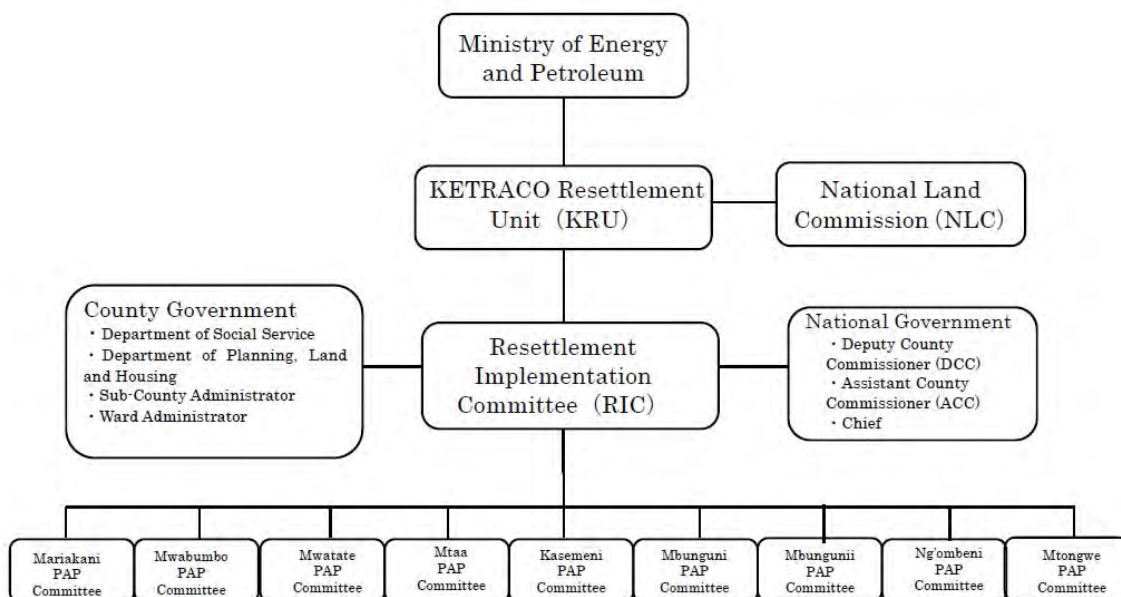 Ministry of Energy
and Petroleum
KETRACO Resettlement
Unit (KRU)
National Land
Commission (NLC)
County Government
・Department of Social Service
・Department of Planning, Land
and Housing
・Sub-County Administrator
・Ward Administrator
Resettlement
Implementation
Committee (RIC)
National Government
・Deputy County
Commissioner (DCC)
・Assistant County
Commissioner (ACC)
・Chief
Mariakani
PAP
Committee
Mwabumbo
PAP
Committee
Mwatate
PAP
Committee
Mtaa
PAP
Committee
Kasemeni
PAP
Committee
Mbunguni
PAP
Committee
Mbungunii
PAP
Committee
Ng'ombeni
PAP
Committee
Mtongwe
PAP
Committee